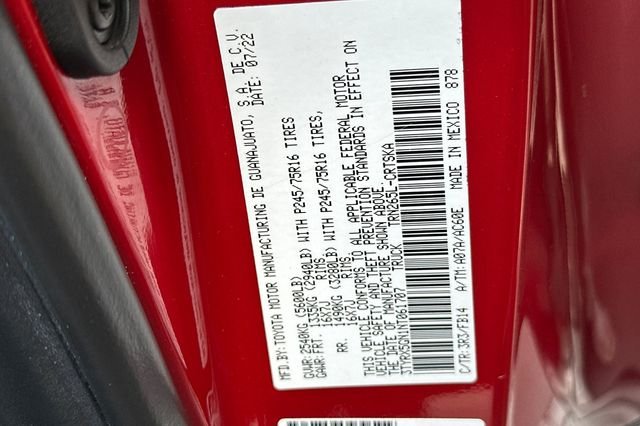 MFD.BY:TOYOTA MOTOR MANUFACTURING DE GUANAJUATO, S.A. DE C.V.
DATE: 07/22
GVWR: 2540KG (5600LB)
GAWR:FRT. 1335KG (2940LB) WITH P245/75R16 TIRES
16X7J RIMS,
RR. 1490KG (3280LB) WITH P245/75R16 TIRES,
16X7J RIMS.
THIS VEHICLE CONFORMS TO ALL APPLICABLE FEDERAL MOTOR
VEHICLE SAFETY AND THEFT PREVENTION STANDARDS IN EFFECT ON
THE DATE OF MANUFACTURE SHOWN ABOVE.
TRUCK TRN265L-CRTSKA
C/TR:3R3/FB14 A/TM:A07A/AC60E MADE IN MEXICO 878